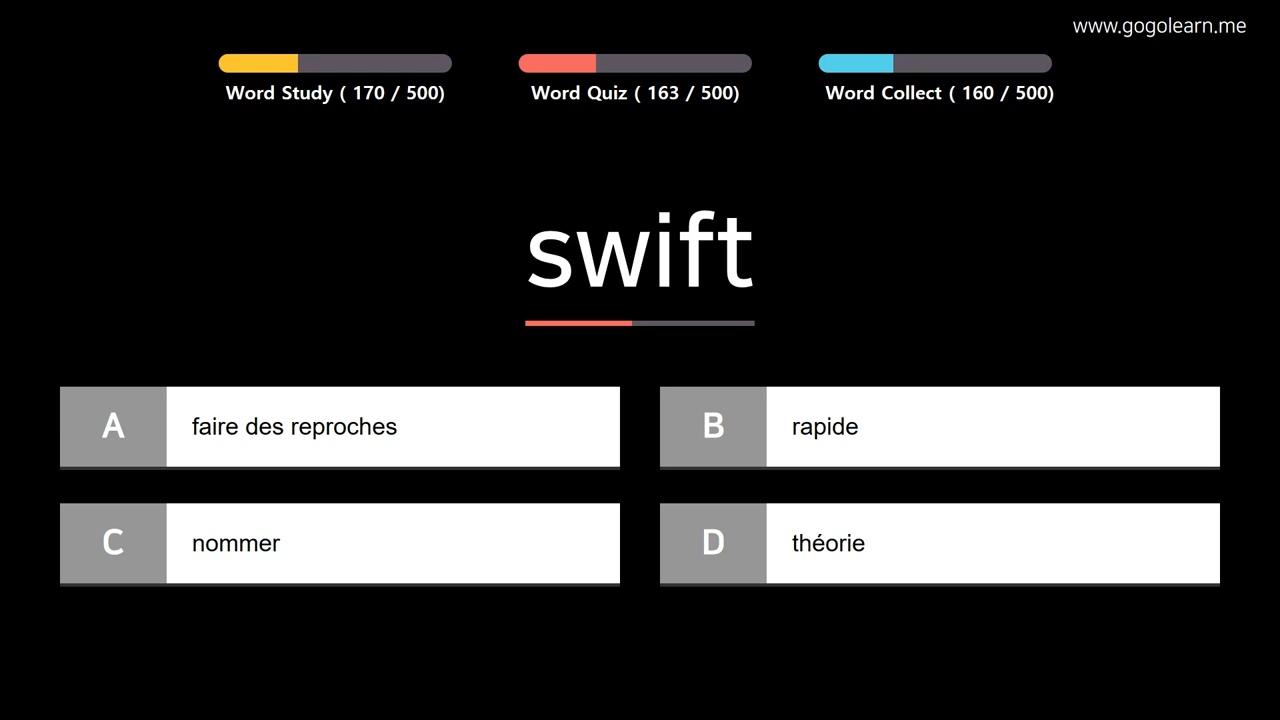 www.gogolearn.me
Word Study ( 170 / 500)
Word Quiz ( 163 / 500)
Word Collect ( 160 / 500)
swift
A faire des reproches
B rapide
C nommer
D théorie